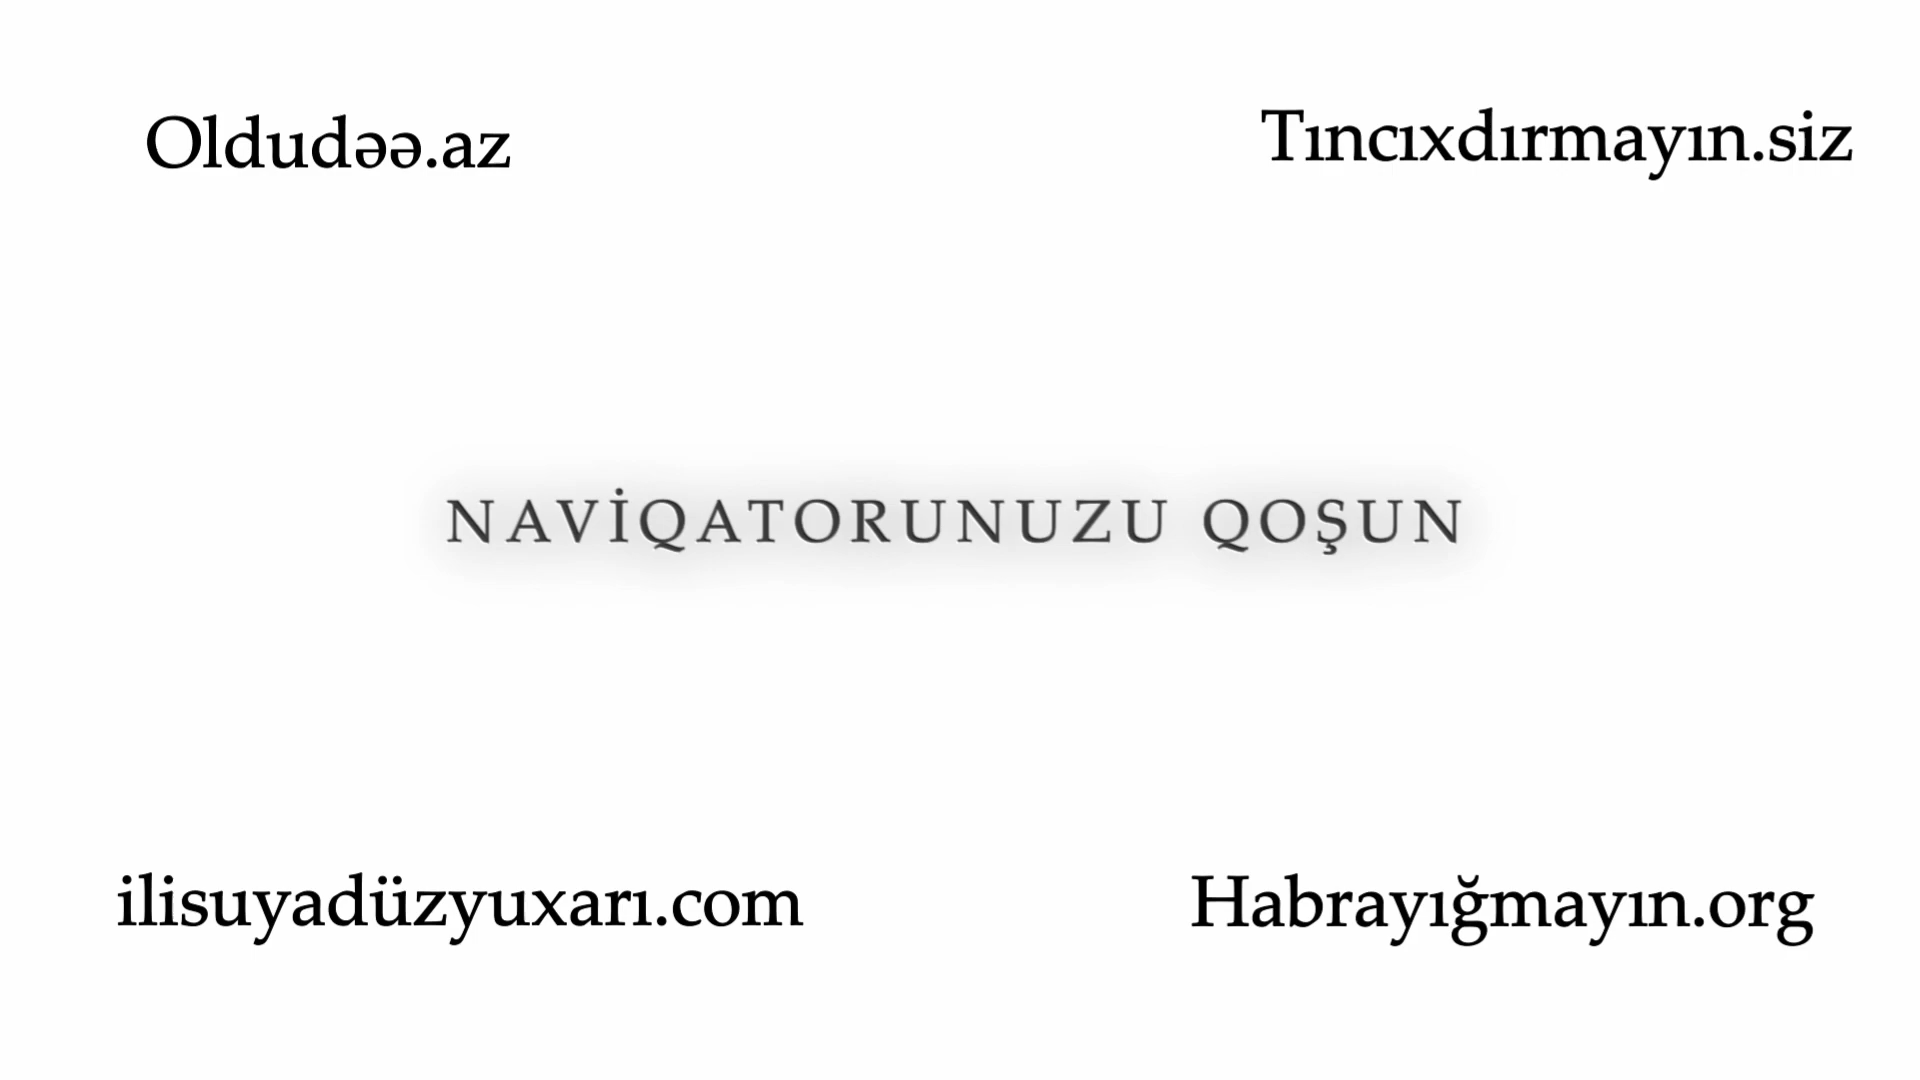 Oldudəə.az
Tıncıxdırmayın.siz
NAVİQATORUNUZU QOŞUN
ilisuyadüzyuxarı.com
Habrayığmayın.org